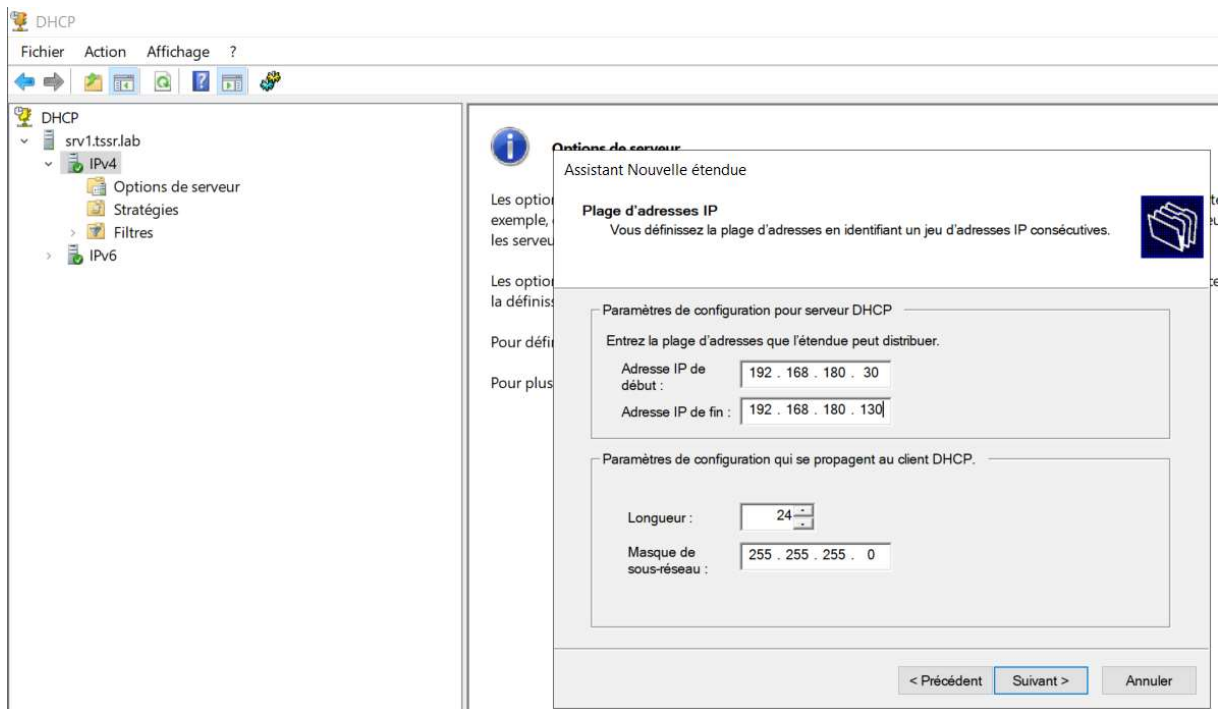 DHCP
Fichier Action Affichage ?
DHCP
srv1.tssr.lab
IPv4
Options de serveur
Stratégies
Filtres
IPv6
Options de serveur
Les option
exemple,
les serveu
Les option
la définis
Pour défi
Pour plus
Assistant Nouvelle étendue
Plage d'adresses IP
Vous définissez la plage d'adresses en identifiant un jeu d'adresses IP consécutives.
Paramètres de configuration pour serveur DHCP
Entrez la plage d'adresses que l'étendue peut distribuer.
Adresse IP de
début :
192 . 168 . 180 . 30
Adresse IP de fin : 192 . 168 . 180 . 130
Paramètres de configuration qui se propagent au client DHCP.
Longueur : 24
Masque de
sous-réseau :
255 . 255 . 255 . 0
< Précédent Suivant > Annuler